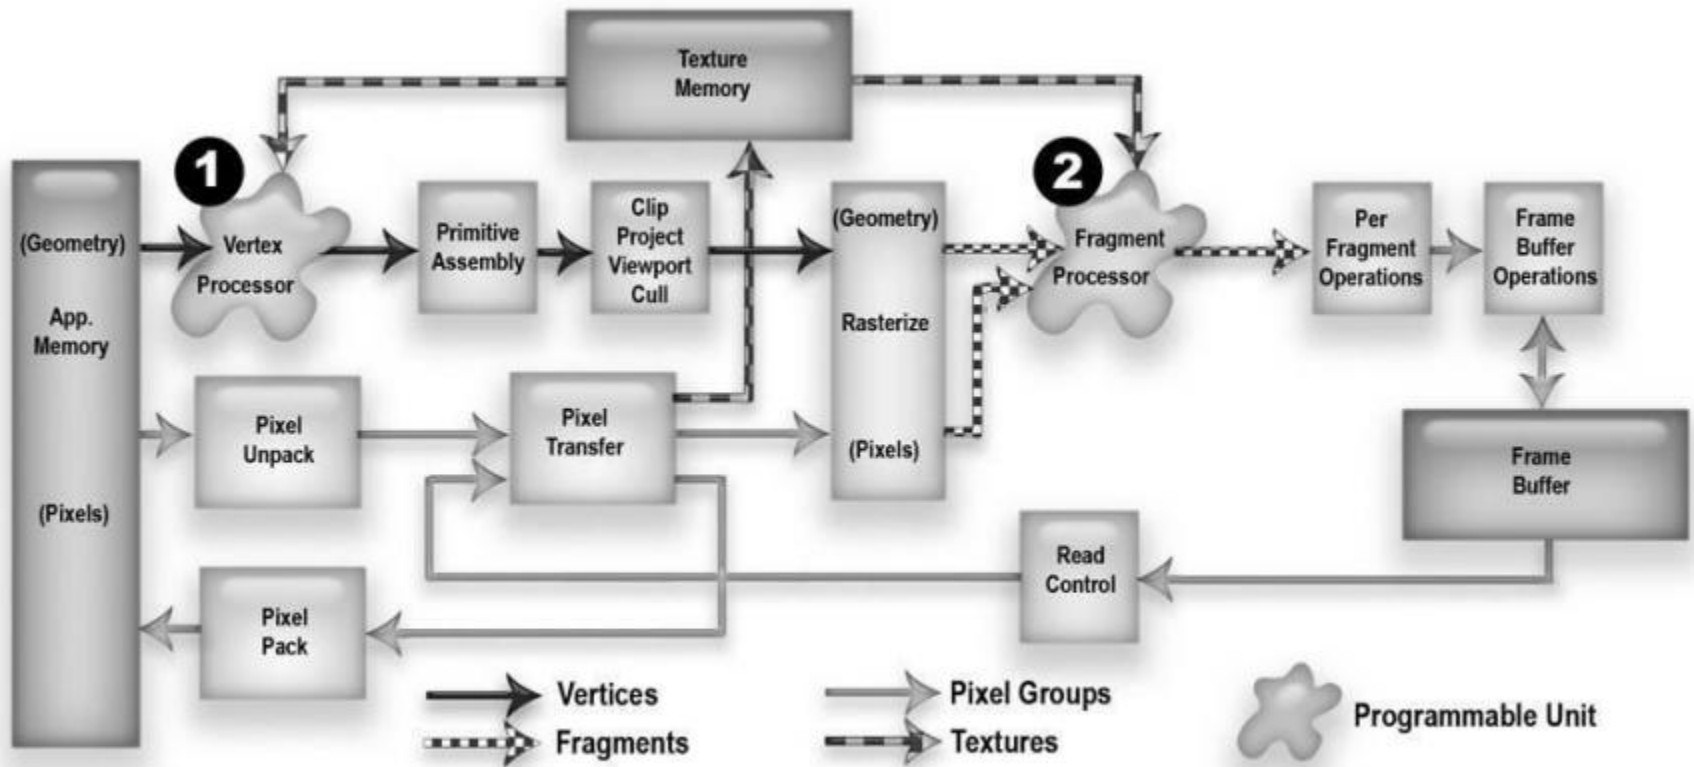 Texture
Memory
1
2
(Geometry)
App.
Memory
(Pixels)
Vertex
Processor
Primitive
Assembly
Clip
Project
Viewport
Cull
(Geometry)
Rasterize
(Pixels)
Fragment
Processor
Per
Fragment
Operations
Frame
Buffer
Operations
Pixel
Unpack
Pixel
Transfer
Frame
Buffer
Read
Control
Pixel
Pack
Vertices
Fragments
Pixel Groups
Textures
Programmable Unit